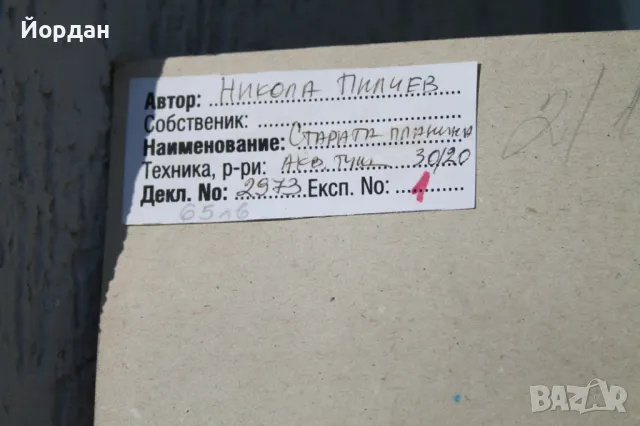 Йордан
Автор: НИКОЛА ПИЛЧЕВ
Собственик:
Наименование: СТАРАТА ПЛАНИНА
Техника, р-ри: АКВ. ТУШ 30/20
Декл. No: 2973 Експ. No: 1
65лв
BAZAR